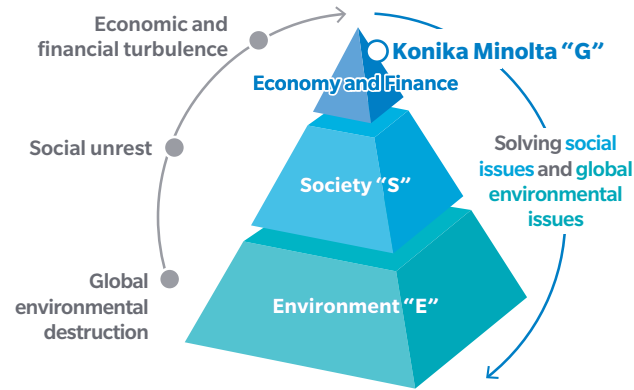 Economic and
financial turbulence
Konika Minolta “G”
Economy and Finance
Social unrest
Solving social
issues and global
environmental
issues
Society “S”
Global
environmental
destruction
Environment “E”